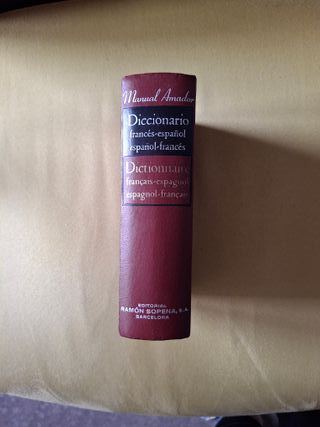 Manual Amador
Diccionario
francés-español
español-francés
Dictionnaire
français-espagnol
espagnol-français
EDITORIAL
RAMÓN SOPENA, S.A.
BARCELONA